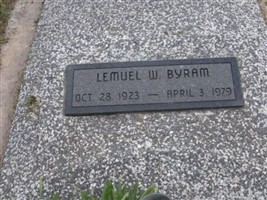 LEMUEL W. BYRAM
OCT. 28, 1923 — APRIL 3, 1979